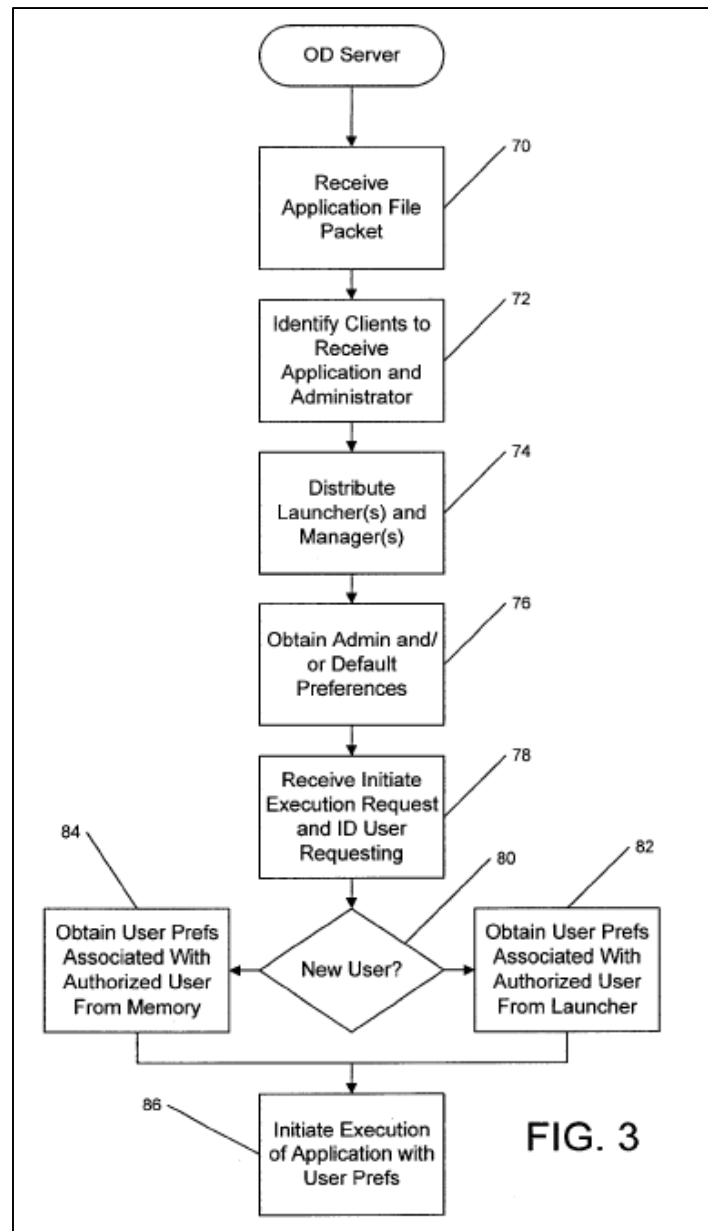 OD Server
70
Receive
Application File
Packet
72
Identify Clients to
Receive
Application and
Administrator
74
Distribute
Launcher(s) and
Manager(s)
76
Obtain Admin and/
or Default
Preferences
78
Receive Initiate
Execution Request
and ID User
Requesting
84
80
82
Obtain User Prefs
Associated With
Authorized User
From Memory
New User?
Obtain User Prefs
Associated With
Authorized User
From Launcher
86
Initiate Execution
of Application with
User Prefs
FIG. 3